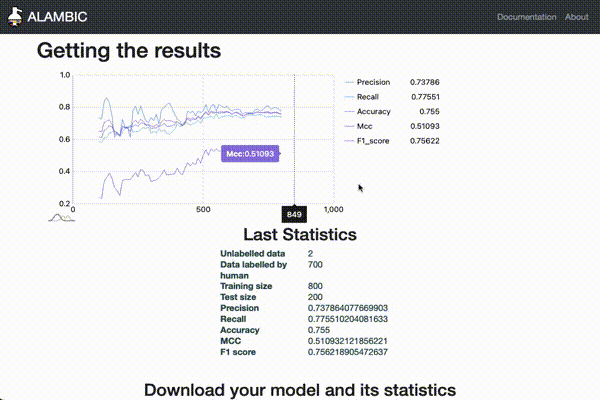 ALAMBIC Documentation About
Getting the results
1.0
0.8
0.6
0.4
0.2
0 500 1,000
849
Mcc:0.51093
Precision 0.73786
Recall 0.77551
Accuracy 0.755
Mcc 0.51093
F1_score 0.75622
Last Statistics
Unlabelled data 2
Data labelled by human 700
Training size 800
Test size 200
Precision 0.737864077669903
Recall 0.775510204081633
Accuracy 0.755
MCC 0.510932121856221
F1 score 0.756218905472637
Download your model and its statistics